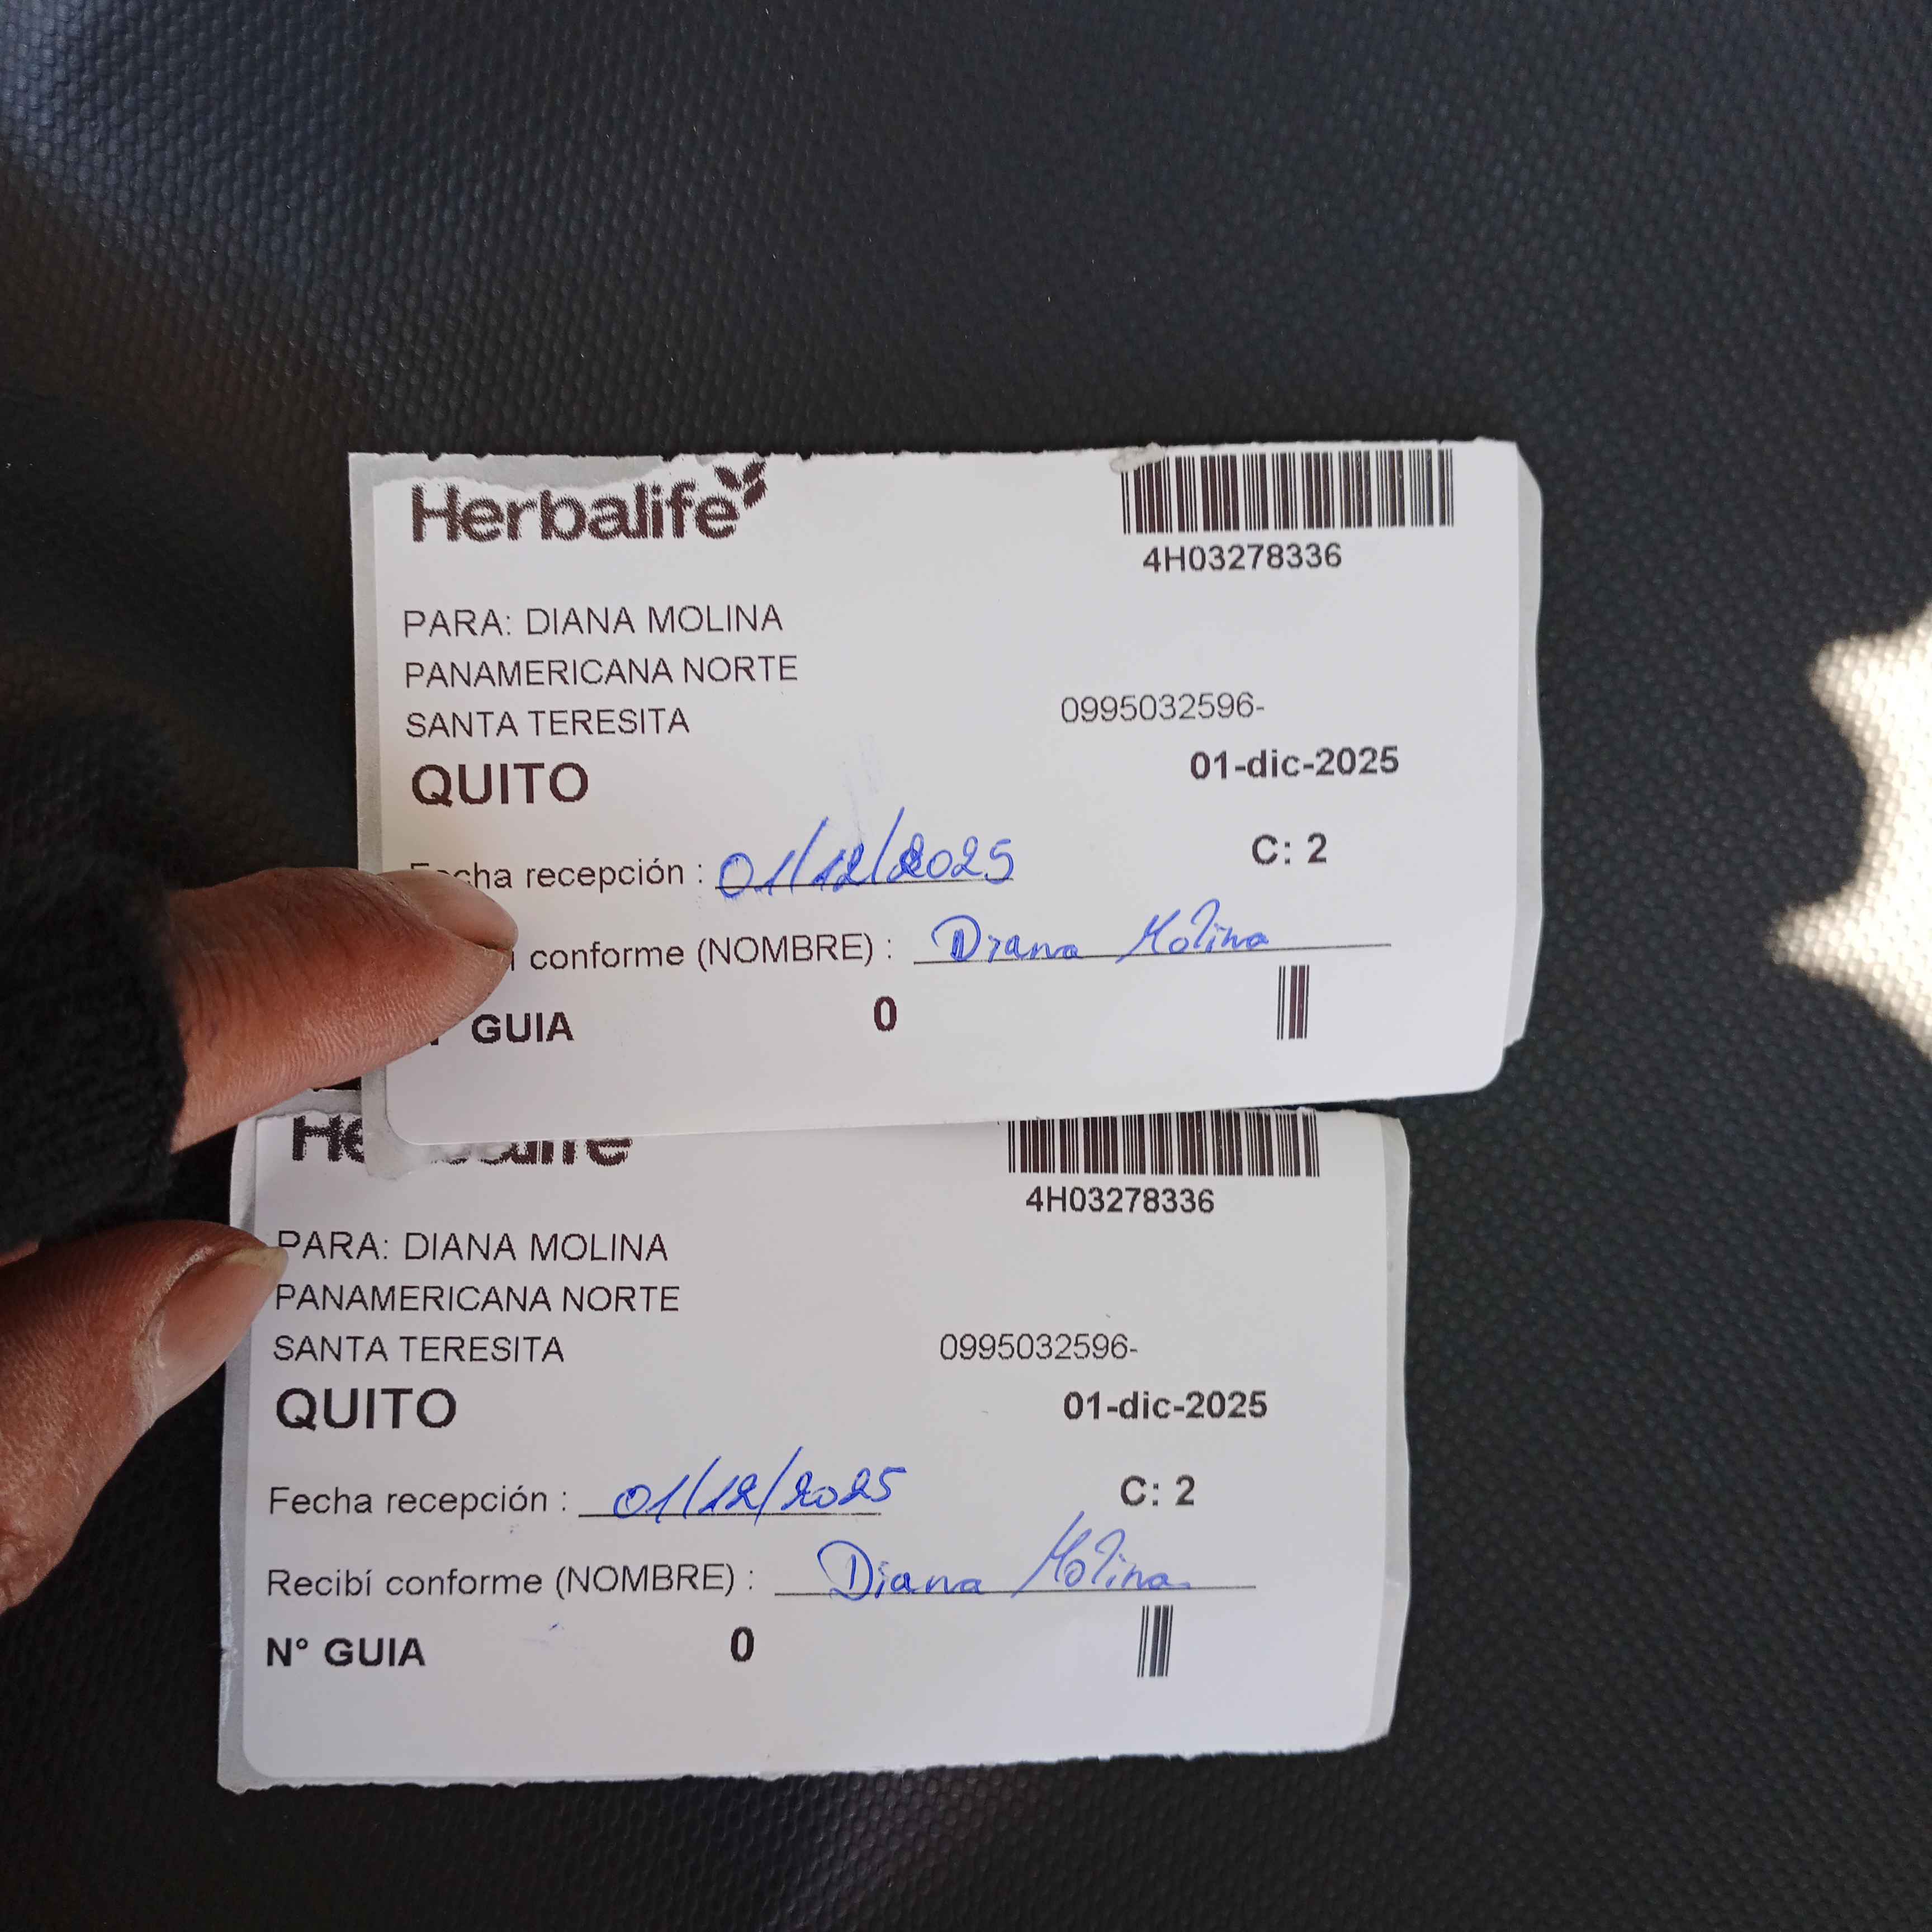 Herbalife
4H03278336
PARA: DIANA MOLINA
PANAMERICANA NORTE
SANTA TERESITA
0995032596-
QUITO
01-dic-2025
C: 2
cha recepción : 01/12/2025
conforme (NOMBRE) : Diana Molina
GUIA 0
4H03278336
PARA: DIANA MOLINA
PANAMERICANA NORTE
SANTA TERESITA
0995032596-
QUITO
01-dic-2025
C: 2
Fecha recepción : 01/12/2025
Recibí conforme (NOMBRE) : Diana Molina
N° GUIA 0